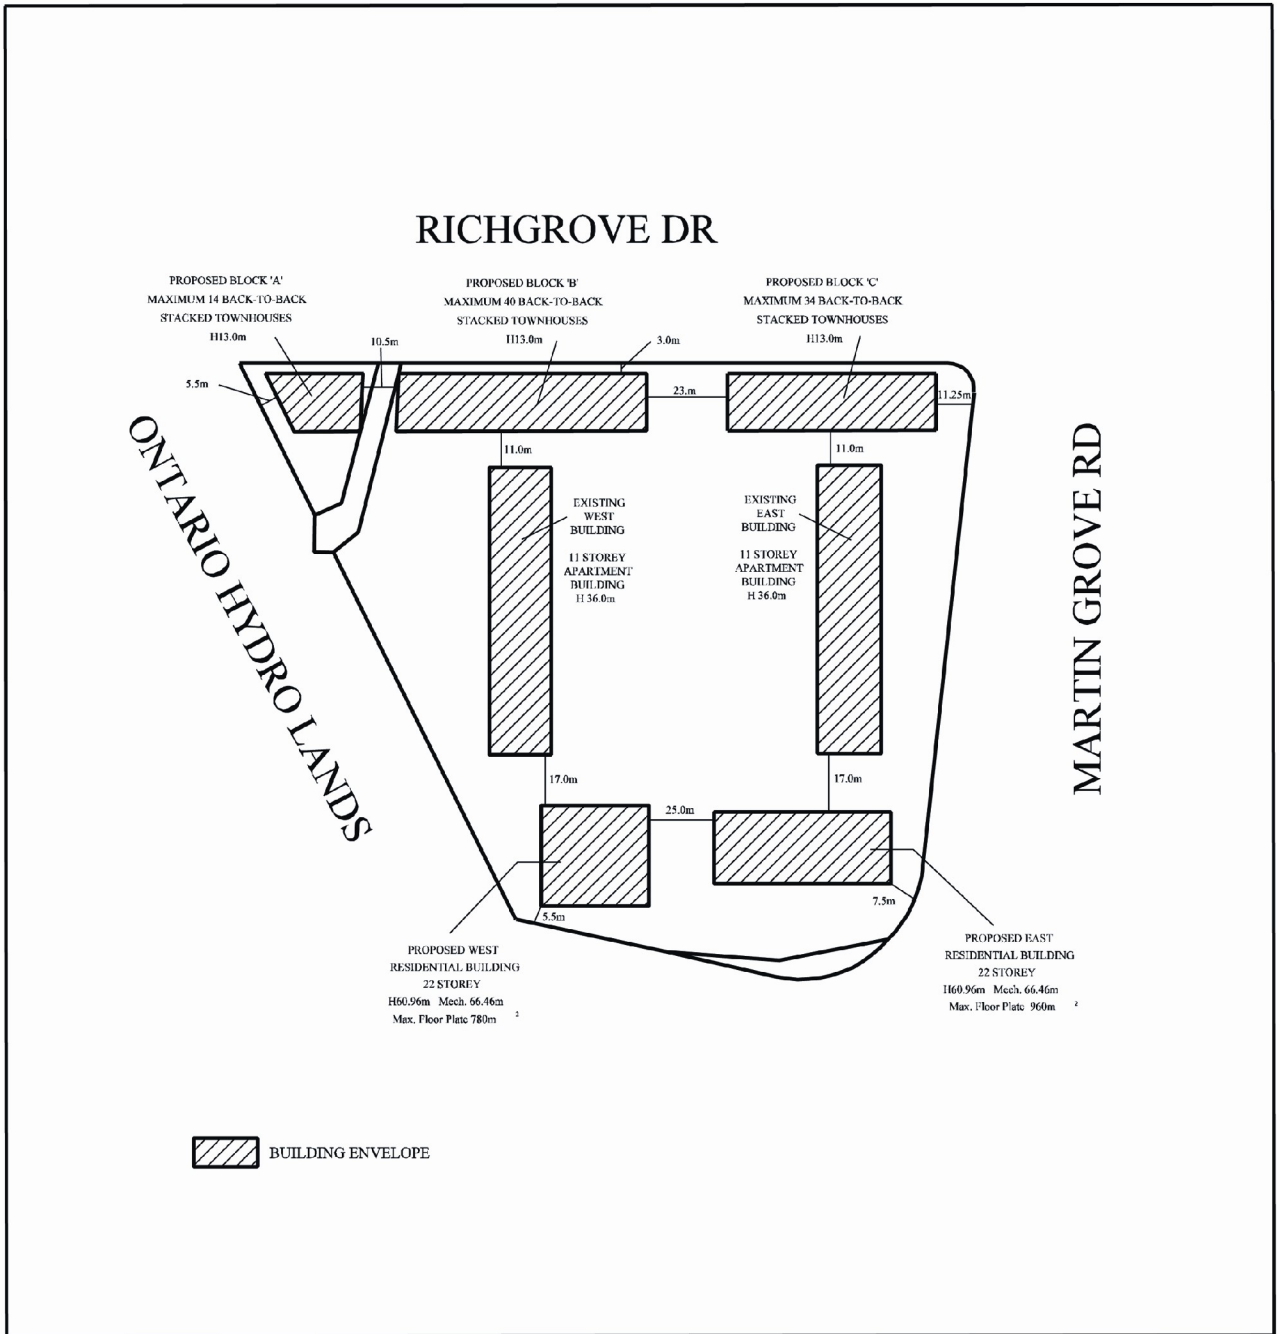 RICHGROVE DR
PROPOSED BLOCK 'A'
MAXIMUM 14 BACK-TO-BACK
STACKED TOWNHOUSES
H13.0m
PROPOSED BLOCK 'B'
MAXIMUM 40 BACK-TO-BACK
STACKED TOWNHOUSES
H13.0m
PROPOSED BLOCK 'C'
MAXIMUM 34 BACK-TO-BACK
STACKED TOWNHOUSES
H13.0m
10.5m
3.0m
5.5m
23.m
11.25m
ONTARIO HYDRO LANDS
MARTIN GROVE RD
11.0m
11.0m
EXISTING
WEST
BUILDING
11 STOREY
APARTMENT
BUILDING
H 36.0m
EXISTING
EAST
BUILDING
11 STOREY
APARTMENT
BUILDING
H 36.0m
17.0m
17.0m
25.0m
5.5m
7.5m
PROPOSED WEST
RESIDENTIAL BUILDING
22 STOREY
H60.96m Mech. 66.46m
Max. Floor Plate 780m²
PROPOSED EAST
RESIDENTIAL BUILDING
22 STOREY
H60.96m Mech. 66.46m
Max. Floor Plate 960m²
BUILDING ENVELOPE